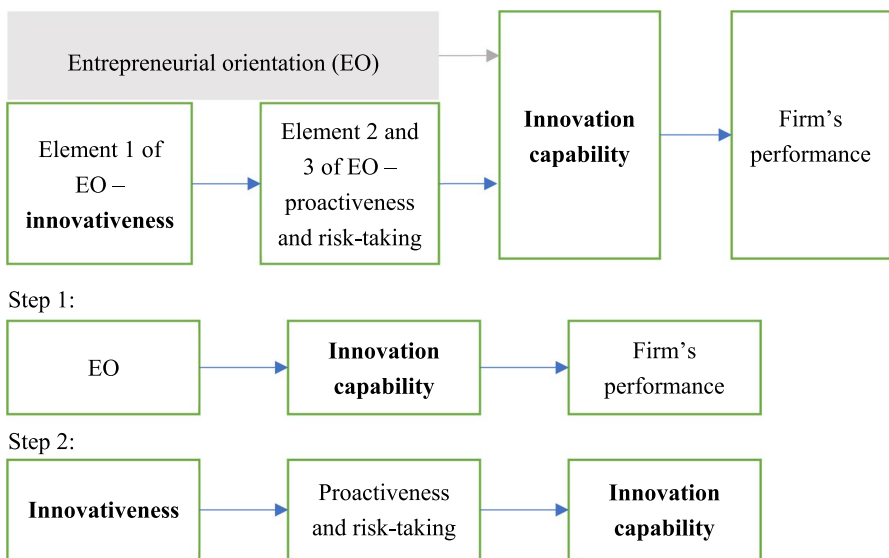 Entrepreneurial orientation (EO)
Element 1 of
EO –
innovativeness
Element 2 and
3 of EO –
proactiveness
and risk-taking
Innovation
capability
Firm’s
performance
Step 1:
EO
Innovation
capability
Firm’s
performance
Step 2:
Innovativeness
Proactiveness
and risk-taking
Innovation
capability